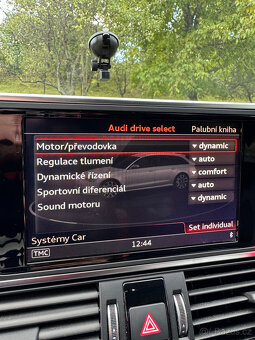 Audi drive select
Palubní kniha
Motor/převodovka dynamic
Regulace tlumení auto
Dynamické řízení comfort
Sportovní diferenciál auto
Sound motoru dynamic
Set individual
Systémy Car 12:44
TMC